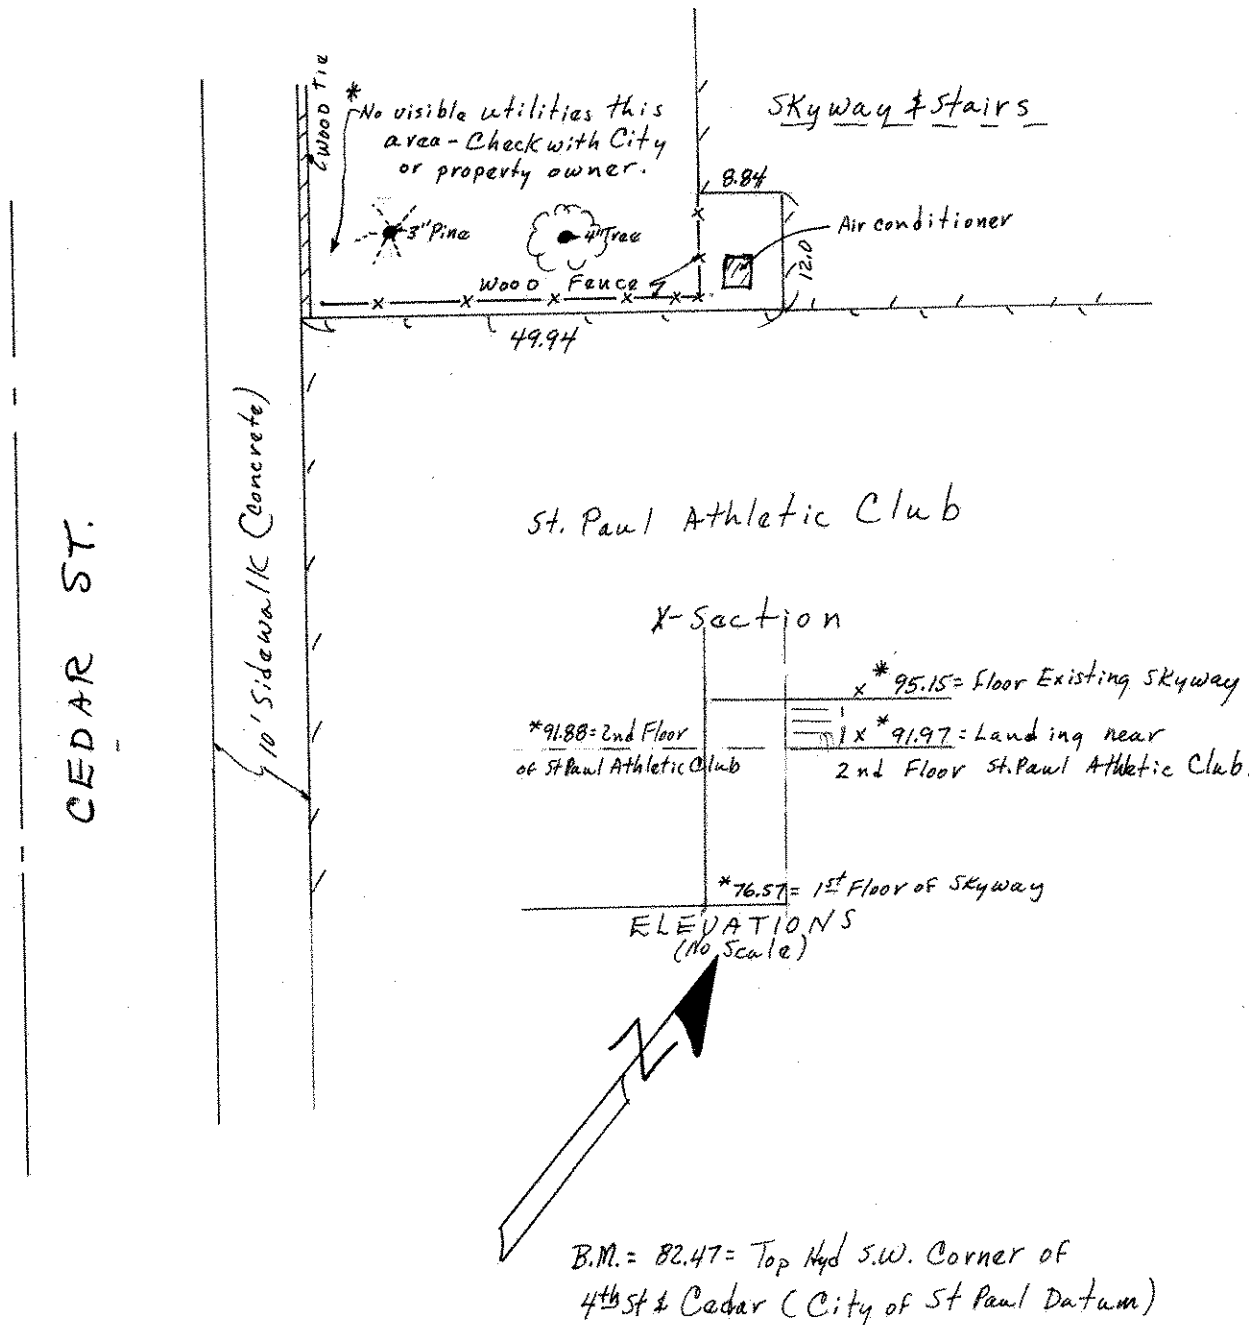 Wood Tie
*
No visible utilities this
area - Check with City
or property owner.
Skyway & Stairs
8.84
3" Pine
4" Tree
Air conditioner
12.0
Wood Fence
49.94
10' Sidewalk (Concrete)
CEDAR ST.
St. Paul Athletic Club
X-Section
*95.15 = Floor Existing Skyway
*91.88 = 2nd Floor
of St Paul Athletic Club
*91.97 = Landing near
2nd Floor St. Paul Athletic Club.
*76.57 = 1st Floor of Skyway
ELEVATIONS
(No Scale)
N
B.M. = 82.47 = Top Hyd S.W. Corner of
4th St & Cedar (City of St Paul Datum)